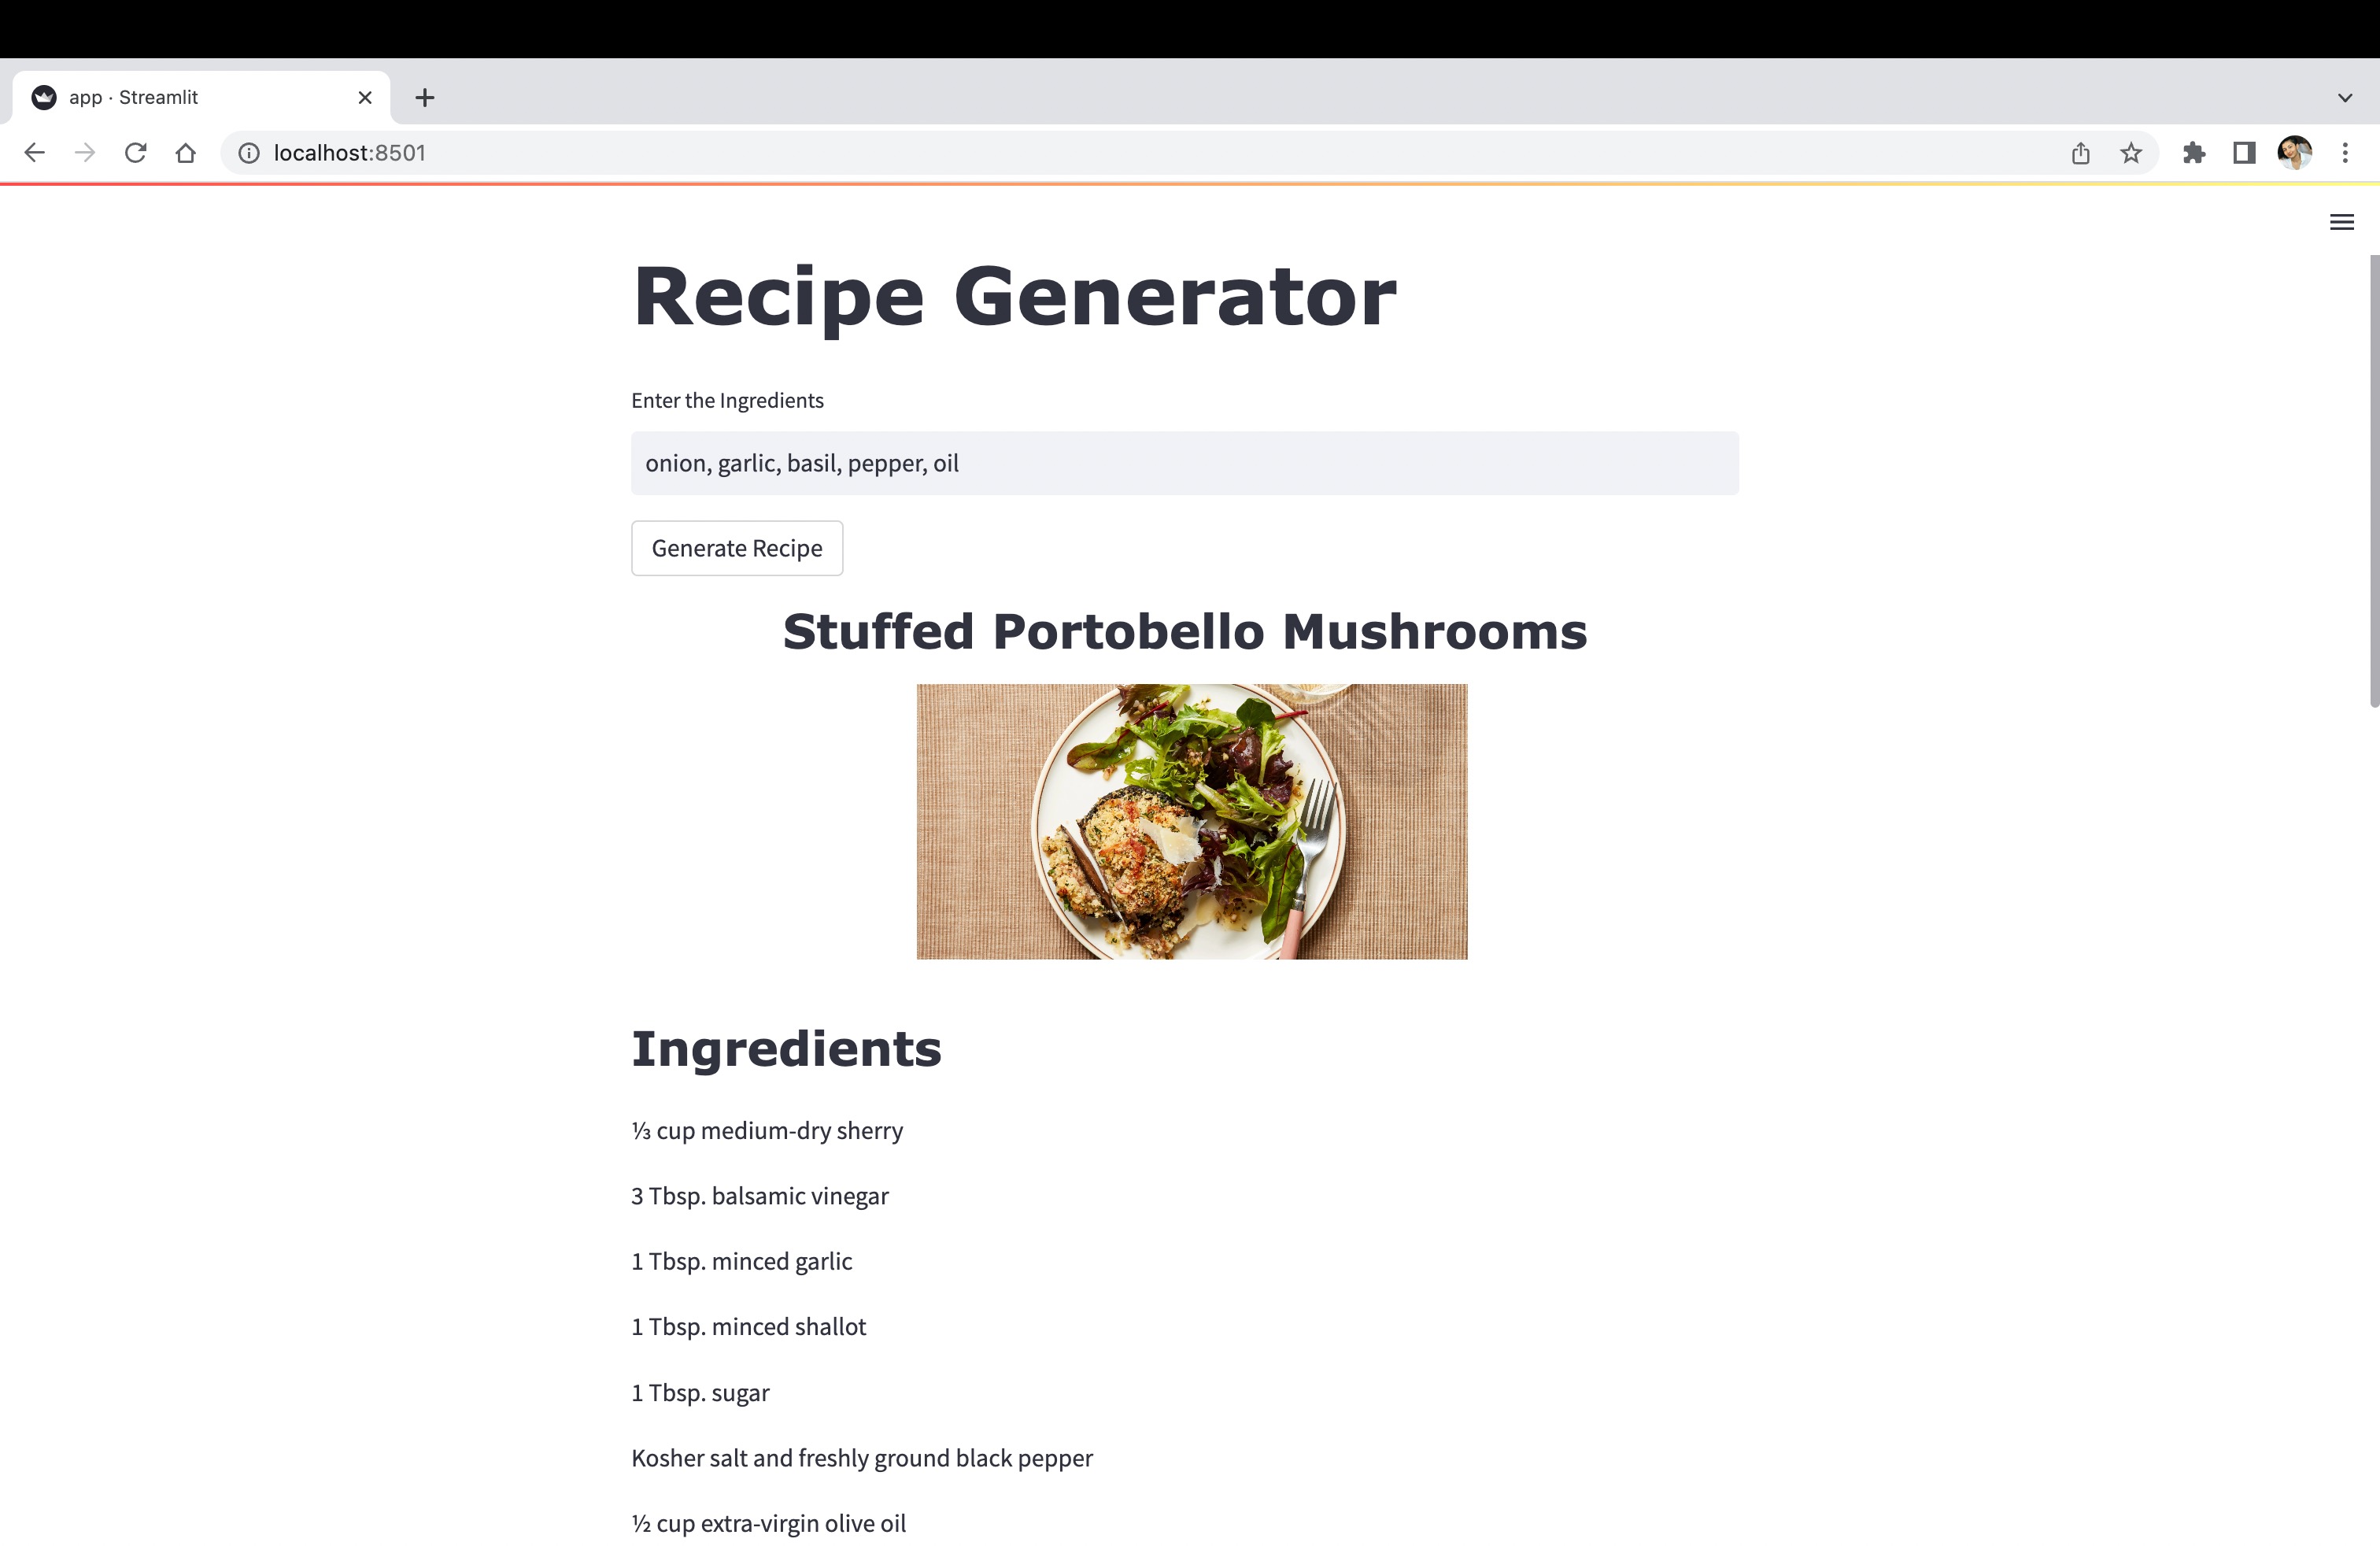 app · Streamlit
localhost:8501
Recipe Generator
Enter the Ingredients
onion, garlic, basil, pepper, oil
Generate Recipe
Stuffed Portobello Mushrooms
Ingredients
⅓ cup medium-dry sherry
3 Tbsp. balsamic vinegar
1 Tbsp. minced garlic
1 Tbsp. minced shallot
1 Tbsp. sugar
Kosher salt and freshly ground black pepper
½ cup extra-virgin olive oil